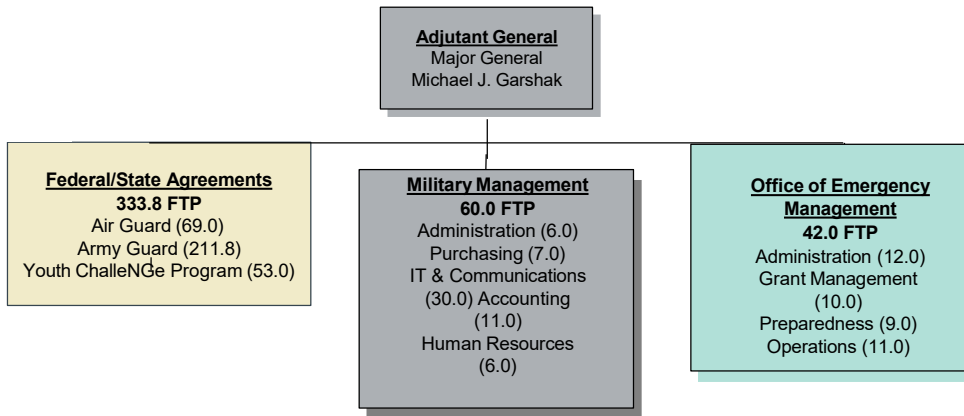 Adjutant General
Major General
Michael J. Garshak
Federal/State Agreements
333.8 FTP
Air Guard (69.0)
Army Guard (211.8)
Youth ChalleNGe Program (53.0)
Military Management
60.0 FTP
Administration (6.0)
Purchasing (7.0)
IT & Communications
(30.0) Accounting
(11.0)
Human Resources
(6.0)
Office of Emergency
Management
42.0 FTP
Administration (12.0)
Grant Management
(10.0)
Preparedness (9.0)
Operations (11.0)